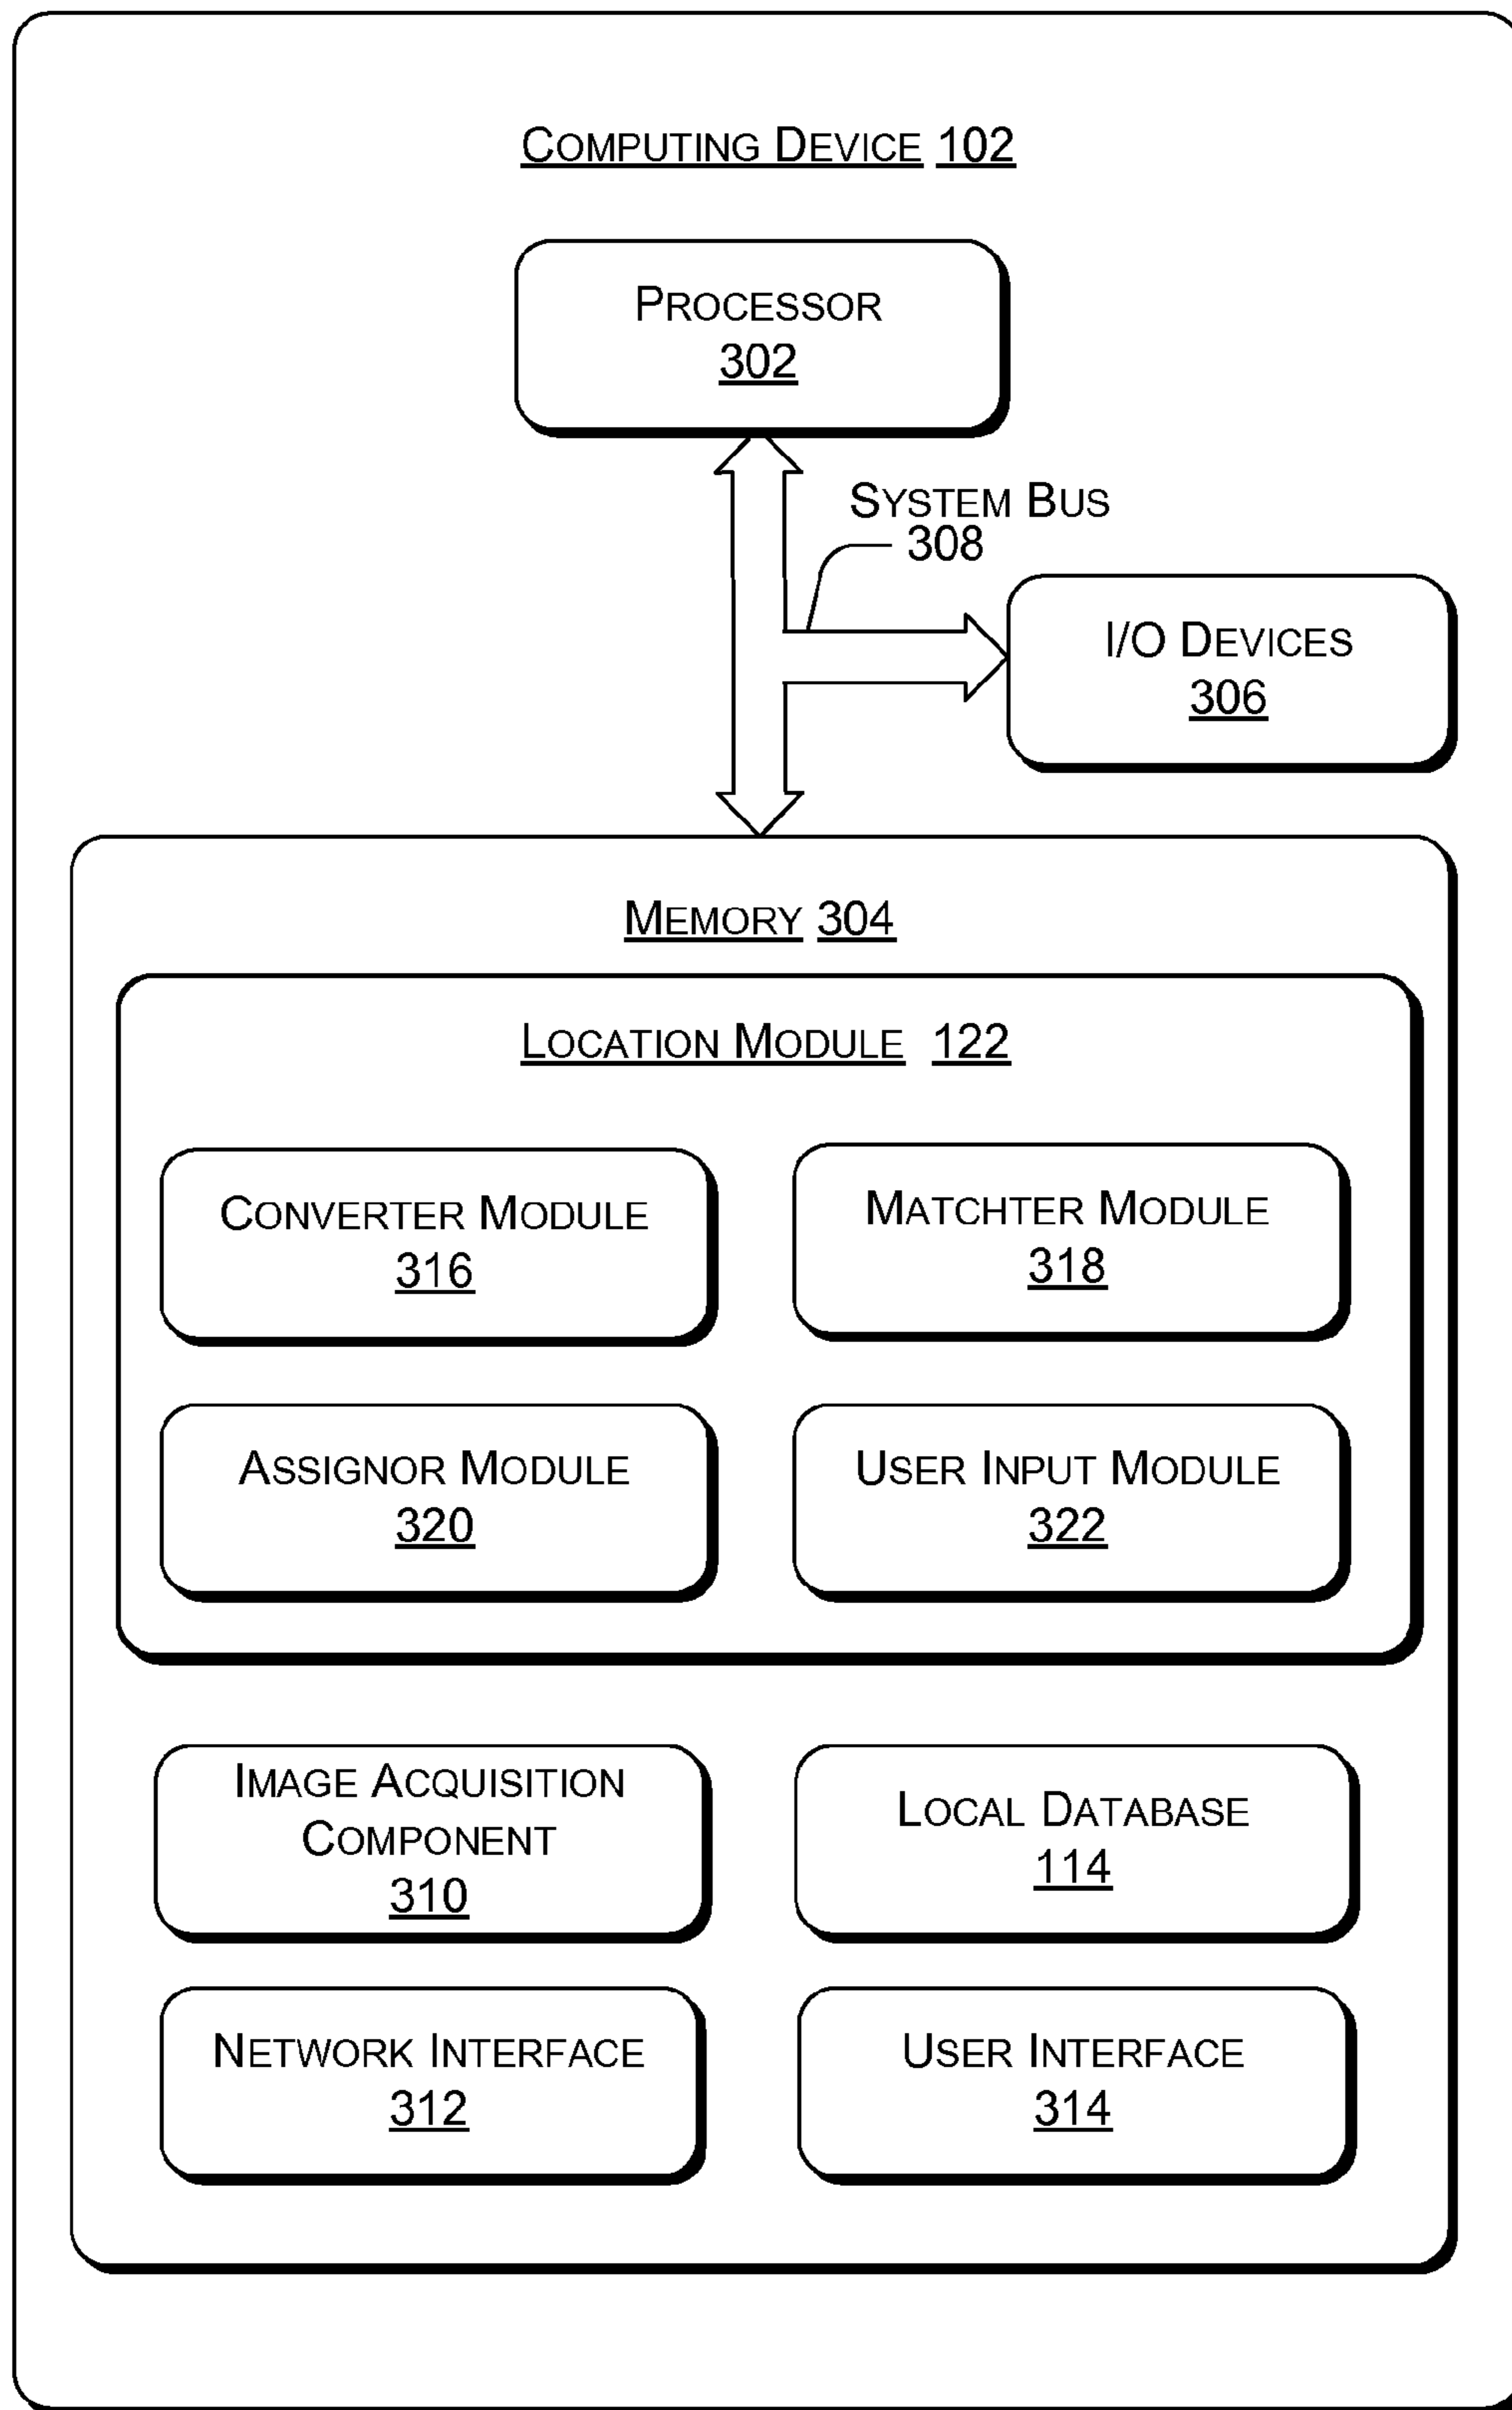 COMPUTING DEVICE 102
PROCESSOR
302
SYSTEM BUS
308
I/O DEVICES
306
MEMORY 304
LOCATION MODULE 122
CONVERTER MODULE
316
MATCHTER MODULE
318
ASSIGNOR MODULE
320
USER INPUT MODULE
322
IMAGE ACQUISITION
COMPONENT
310
LOCAL DATABASE
114
NETWORK INTERFACE
312
USER INTERFACE
314